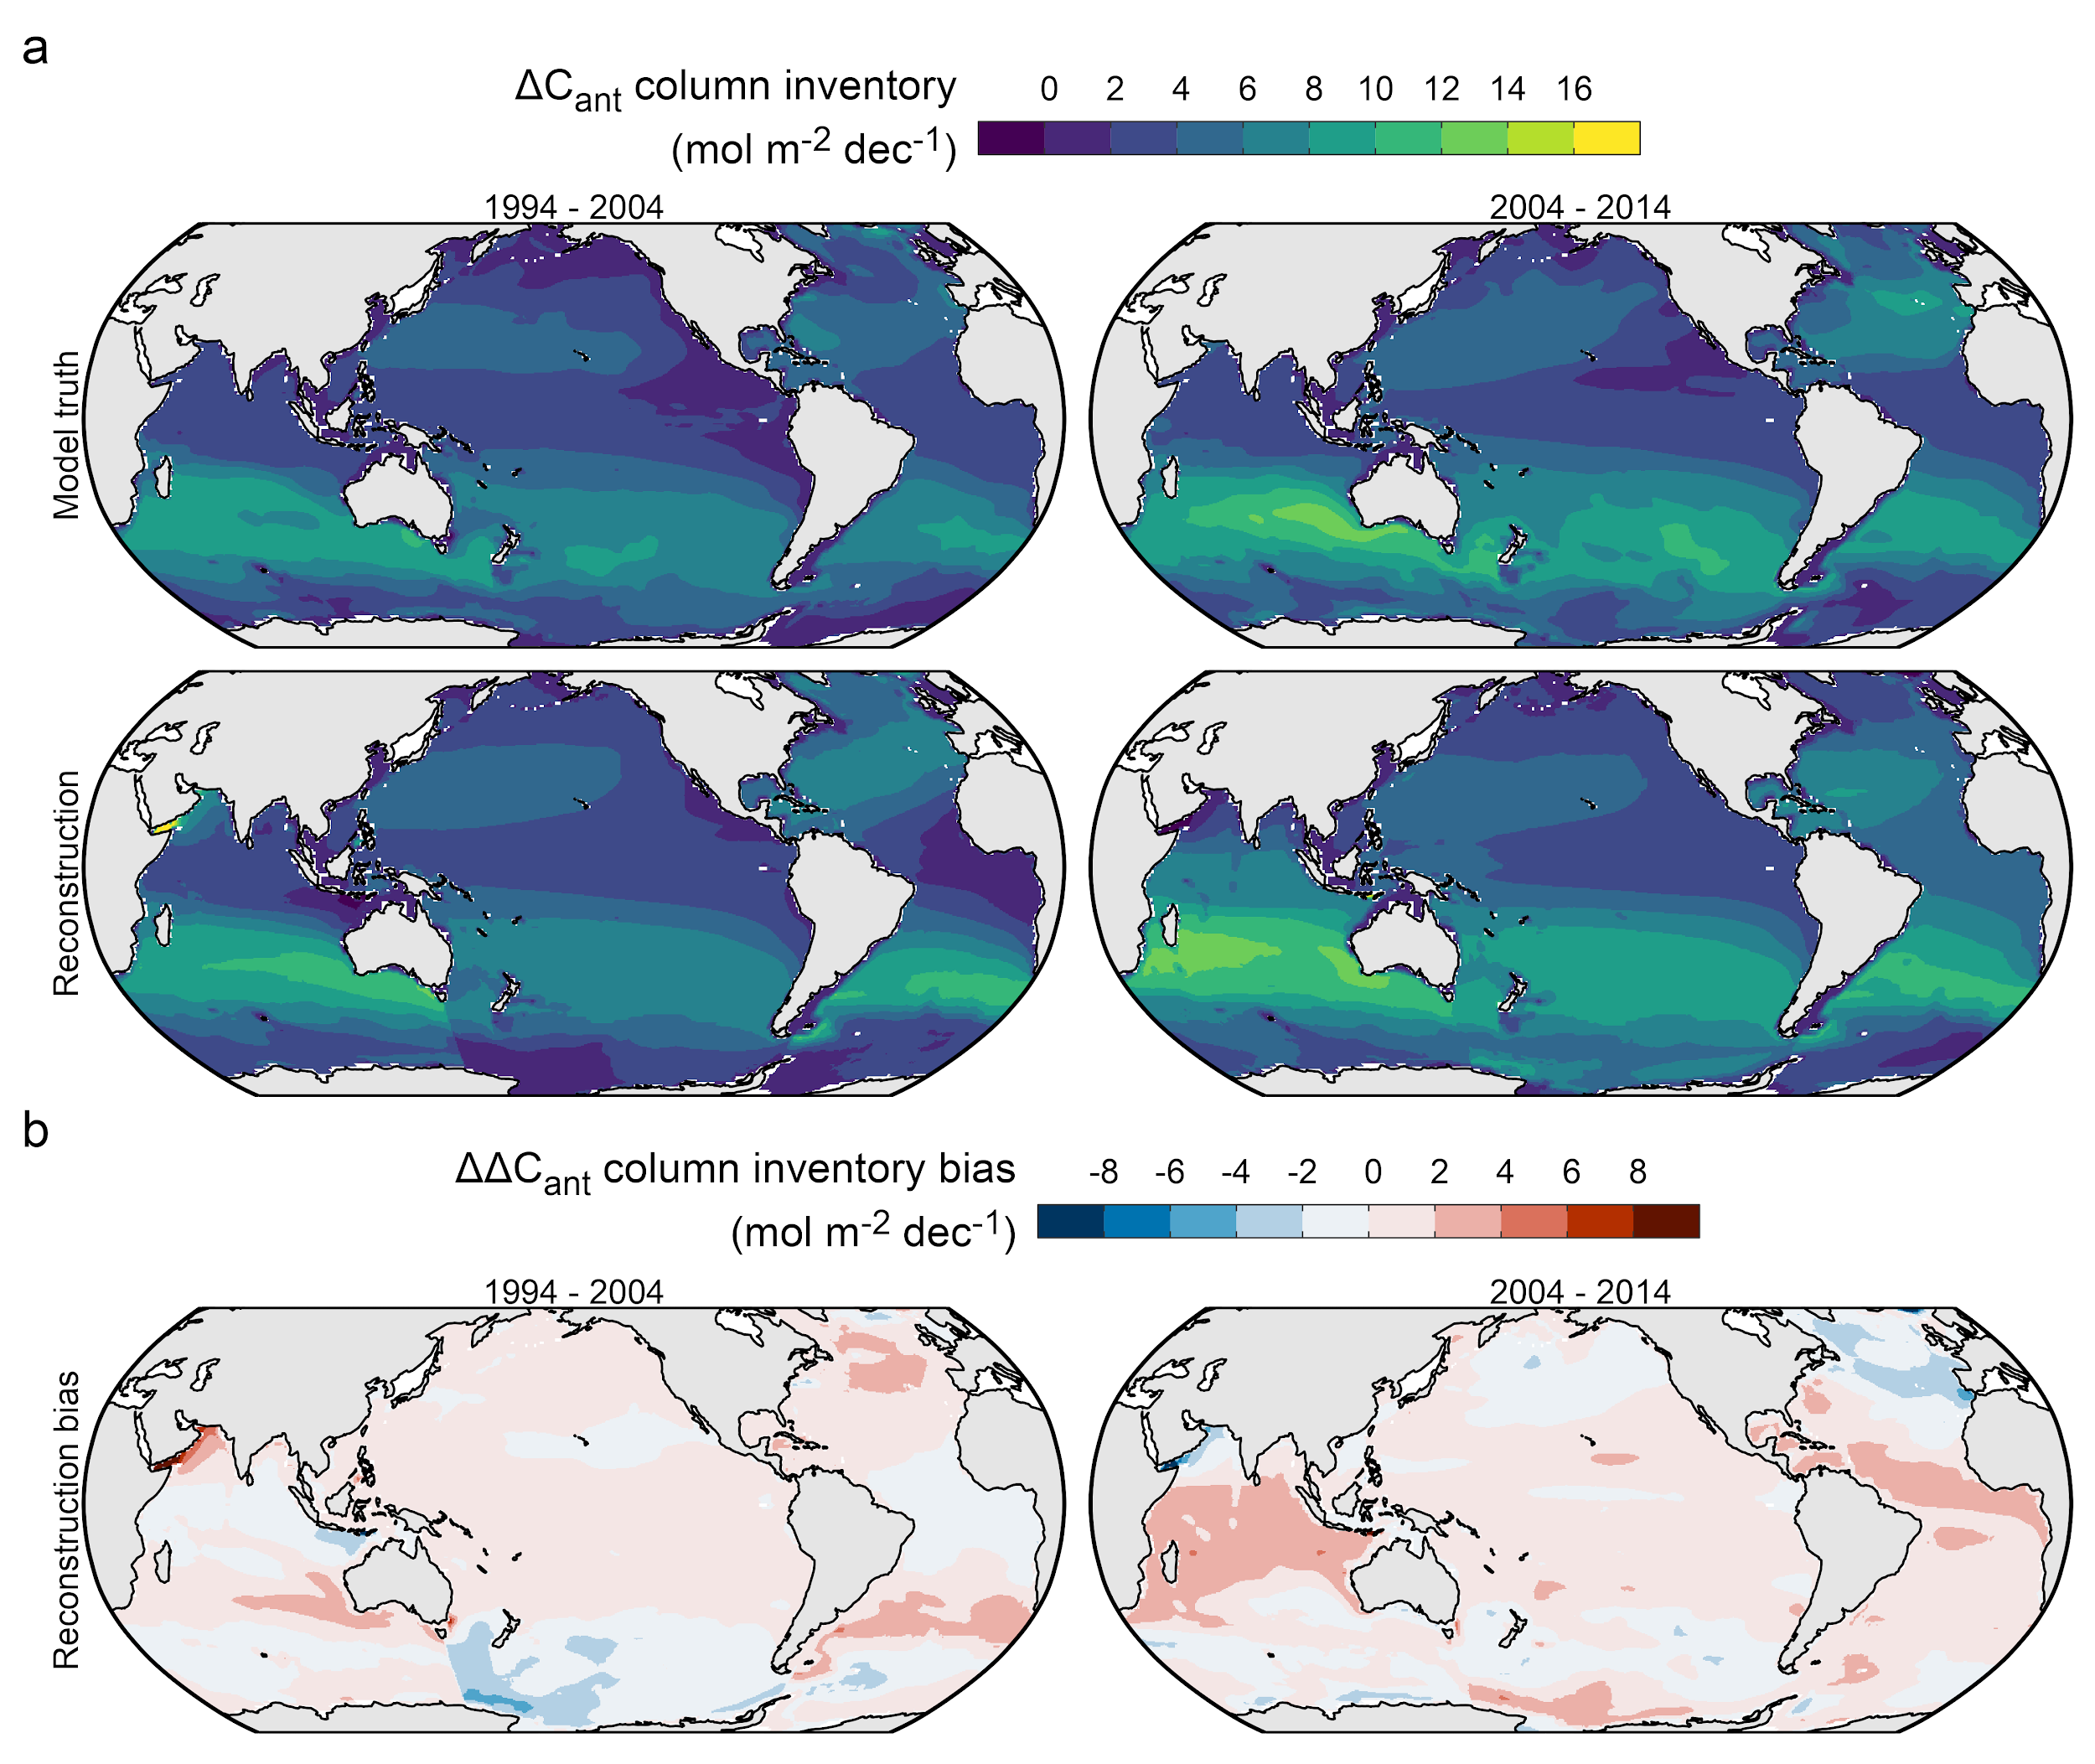 a
ΔCant column inventory
(mol m-2 dec-1)
0 2 4 6 8 10 12 14 16
1994 - 2004
2004 - 2014
Model truth
Reconstruction
b
ΔΔCant column inventory bias
(mol m-2 dec-1)
-8 -6 -4 -2 0 2 4 6 8
1994 - 2004
2004 - 2014
Reconstruction bias